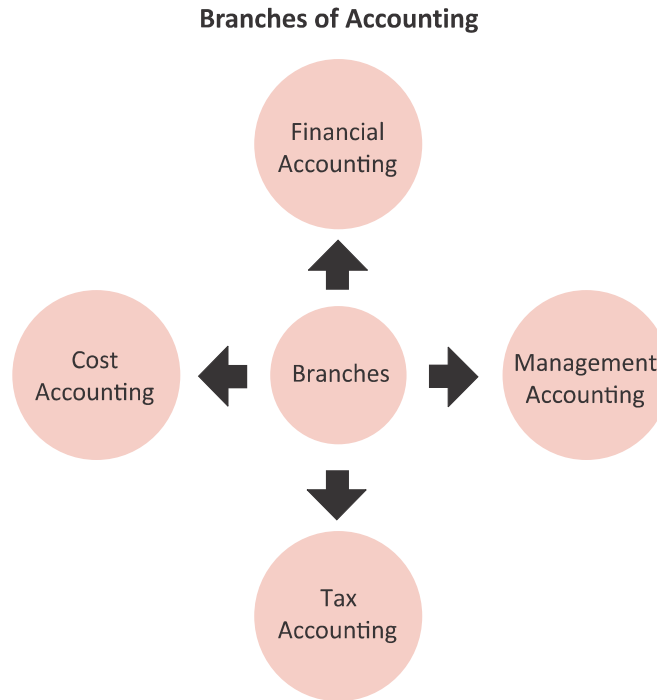 Branches of Accounting
Financial
Accounting
Cost
Accounting
Branches
Management
Accounting
Tax
Accounting